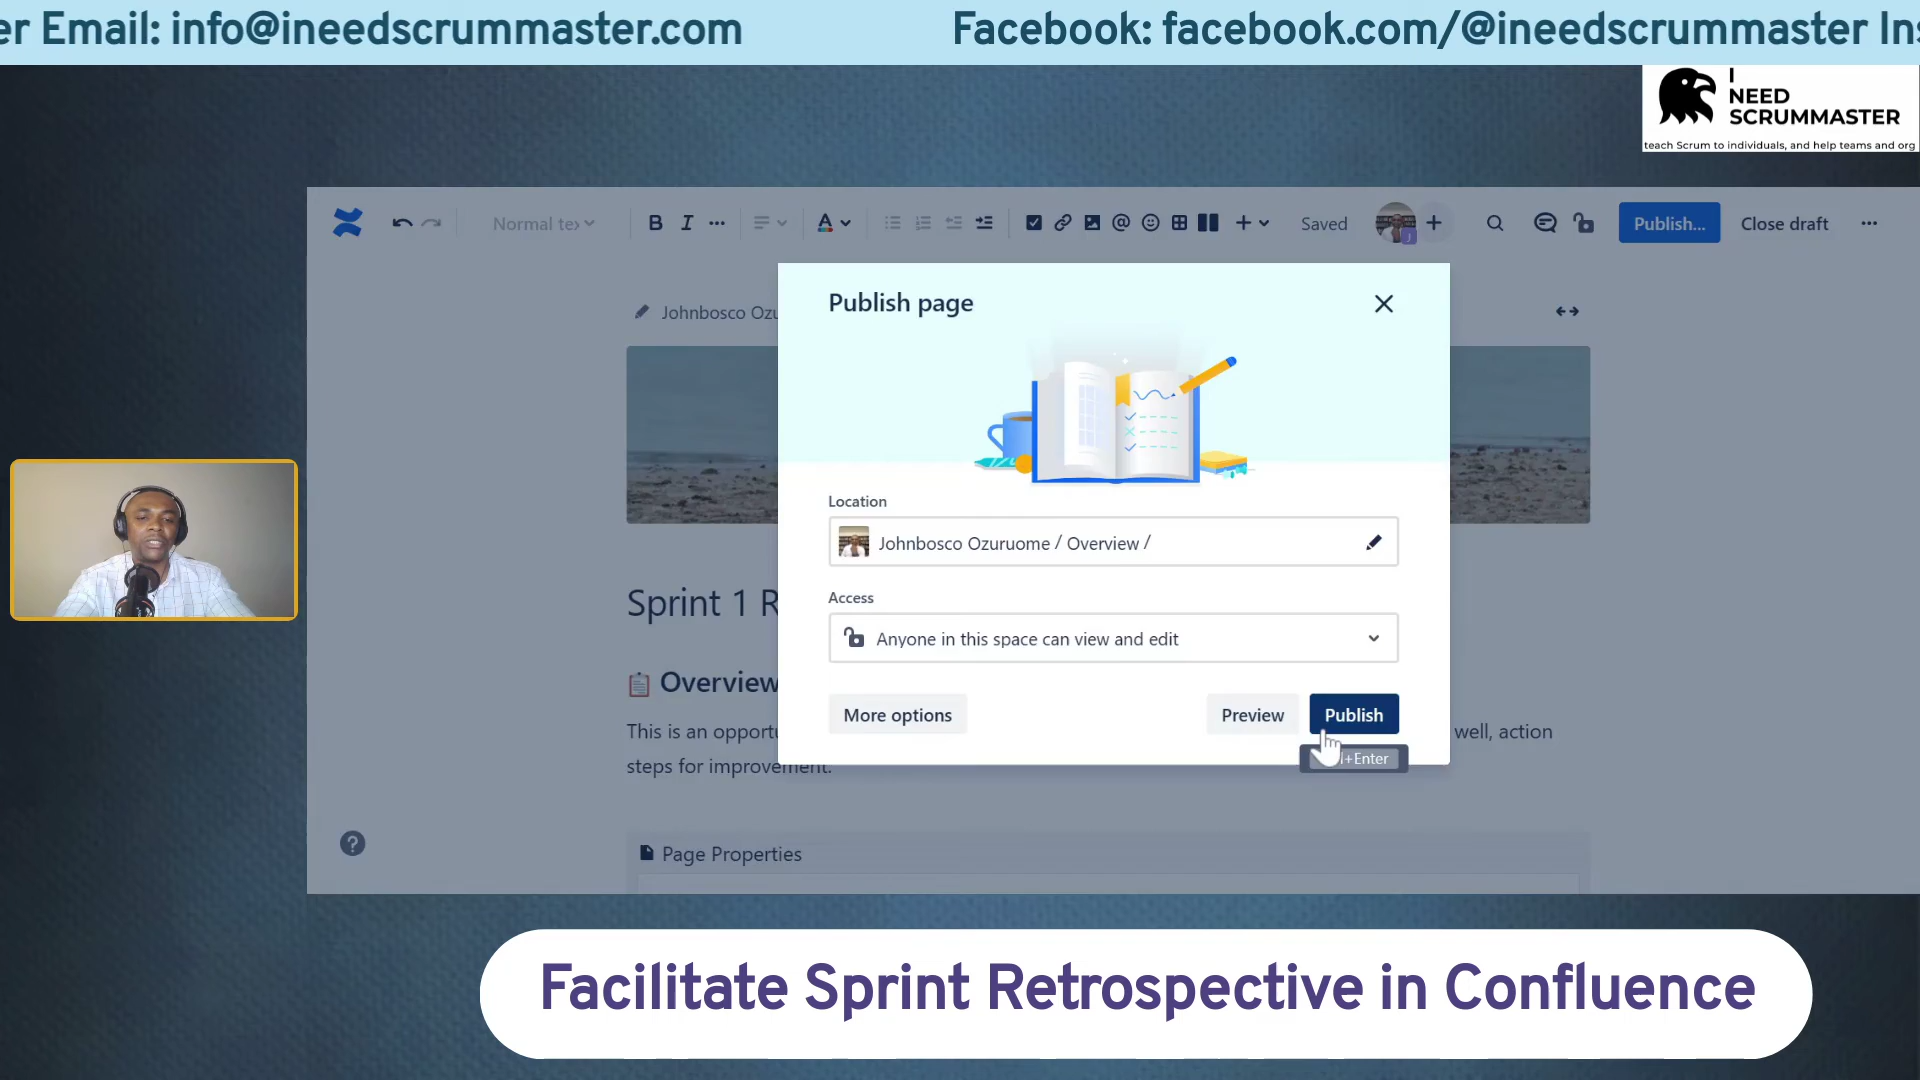 er Email: info@ineedscrummaster.com Facebook: facebook.com/@ineedscrummaster Ins
I
NEED
SCRUMMASTER
teach Scrum to individuals, and help teams and org
Normal tex
B I
A
Saved
Publish...
Close draft
Johnbosco Ozu
Publish page
Location
Johnbosco Ozuruome / Overview /
Access
Anyone in this space can view and edit
More options
Preview
Publish
+Enter
Sprint 1 R
Overview
This is an opportu well, action
steps for improvement.
Page Properties
Facilitate Sprint Retrospective in Confluence